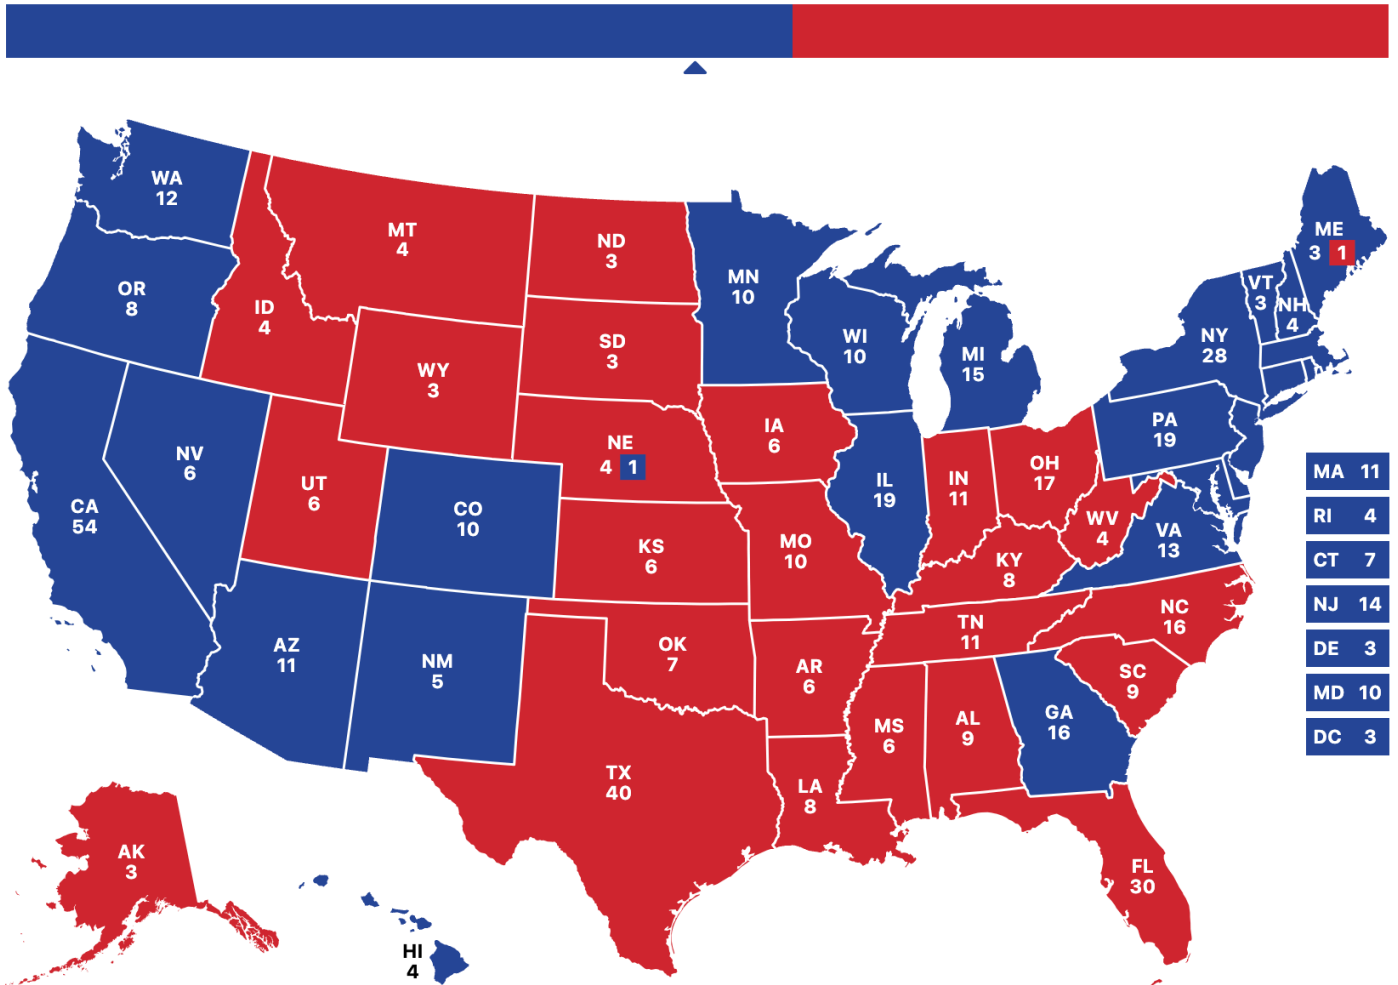 WA
12
OR
8
CA
54
NV
6
ID
4
MT
4
WY
3
UT
6
AZ
11
CO
10
NM
5
ND
3
SD
3
NE
4 1
KS
6
OK
7
TX
40
MN
10
IA
6
MO
10
AR
6
LA
8
WI
10
IL
19
MI
15
IN
11
OH
17
KY
8
TN
11
MS
6
AL
9
GA
16
FL
30
SC
9
NC
16
VA
13
WV
4
PA
19
NY
28
VT
3
NH
4
ME
3 1
MA 11
RI 4
CT 7
NJ 14
DE 3
MD 10
DC 3
AK
3
HI
4